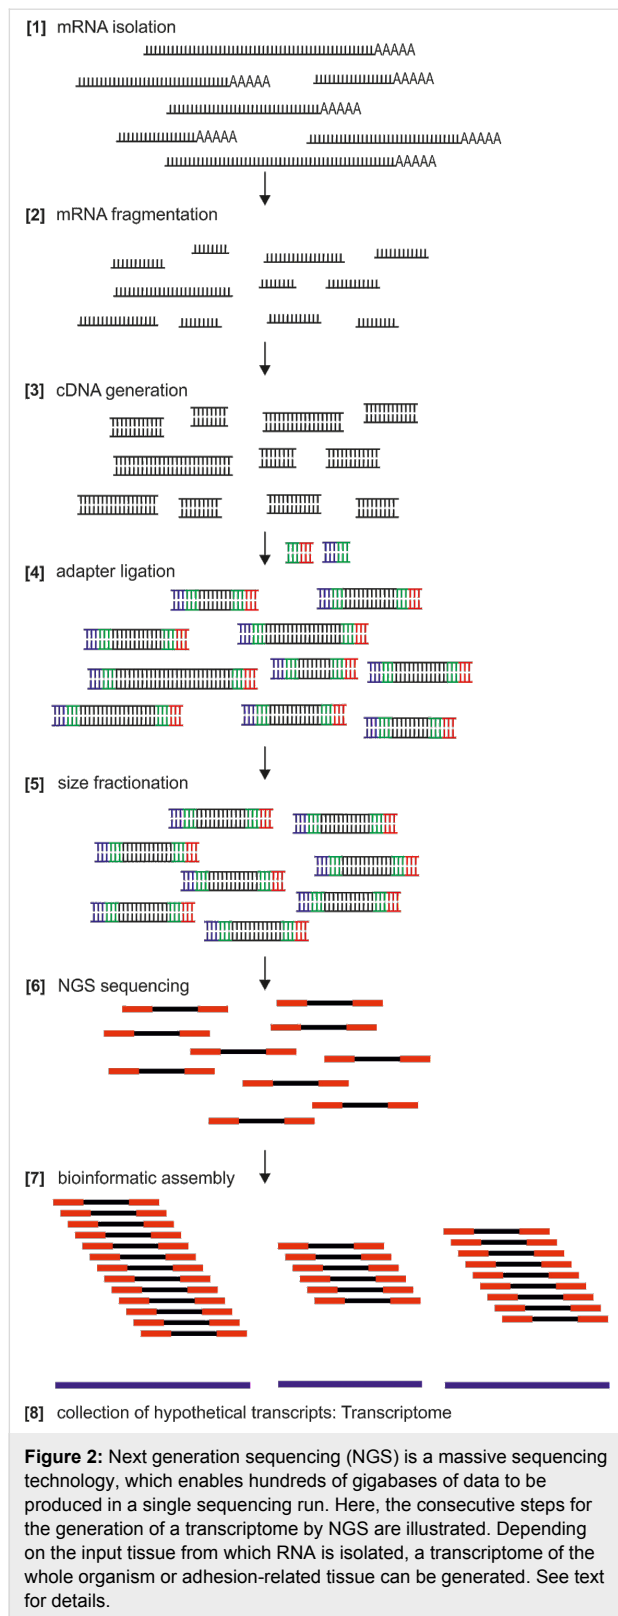 [1] mRNA isolation
AAAAA
AAAAA AAAAA
AAAAA
AAAAA AAAAA
AAAAA
[2] mRNA fragmentation
[3] cDNA generation
[4] adapter ligation
[5] size fractionation
[6] NGS sequencing
[7] bioinformatic assembly
[8] collection of hypothetical transcripts: Transcriptome
Figure 2: Next generation sequencing (NGS) is a massive sequencing
technology, which enables hundreds of gigabases of data to be
produced in a single sequencing run. Here, the consecutive steps for
the generation of a transcriptome by NGS are illustrated. Depending
on the input tissue from which RNA is isolated, a transcriptome of the
whole organism or adhesion-related tissue can be generated. See text
for details.